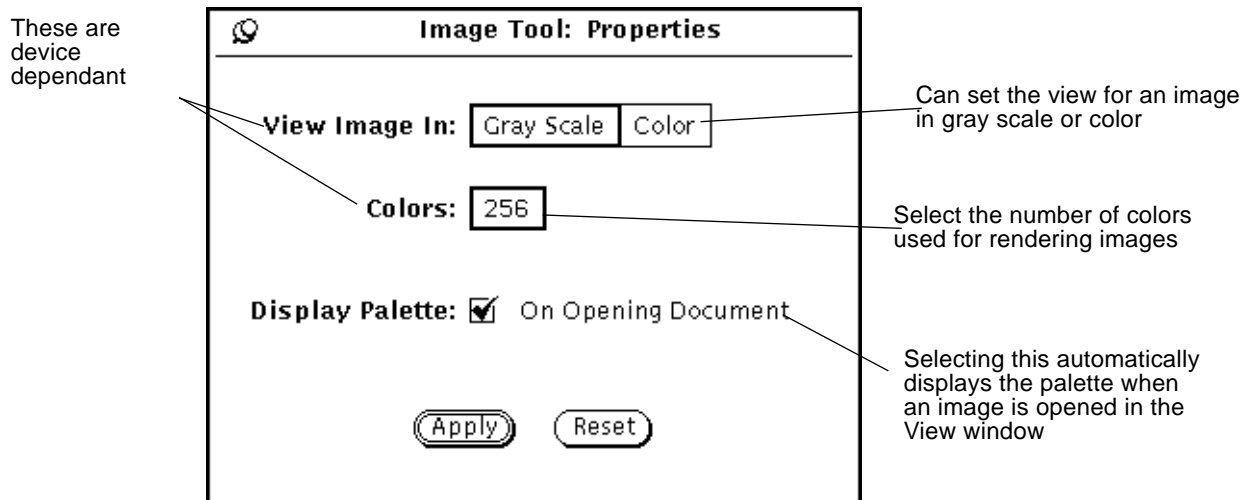 These are
device
dependant
Image Tool: Properties
View Image In: Gray Scale Color
Can set the view for an image
in gray scale or color
Colors: 256
Select the number of colors
used for rendering images
Display Palette: On Opening Document
Selecting this automatically
displays the palette when
an image is opened in the
View window
Apply Reset